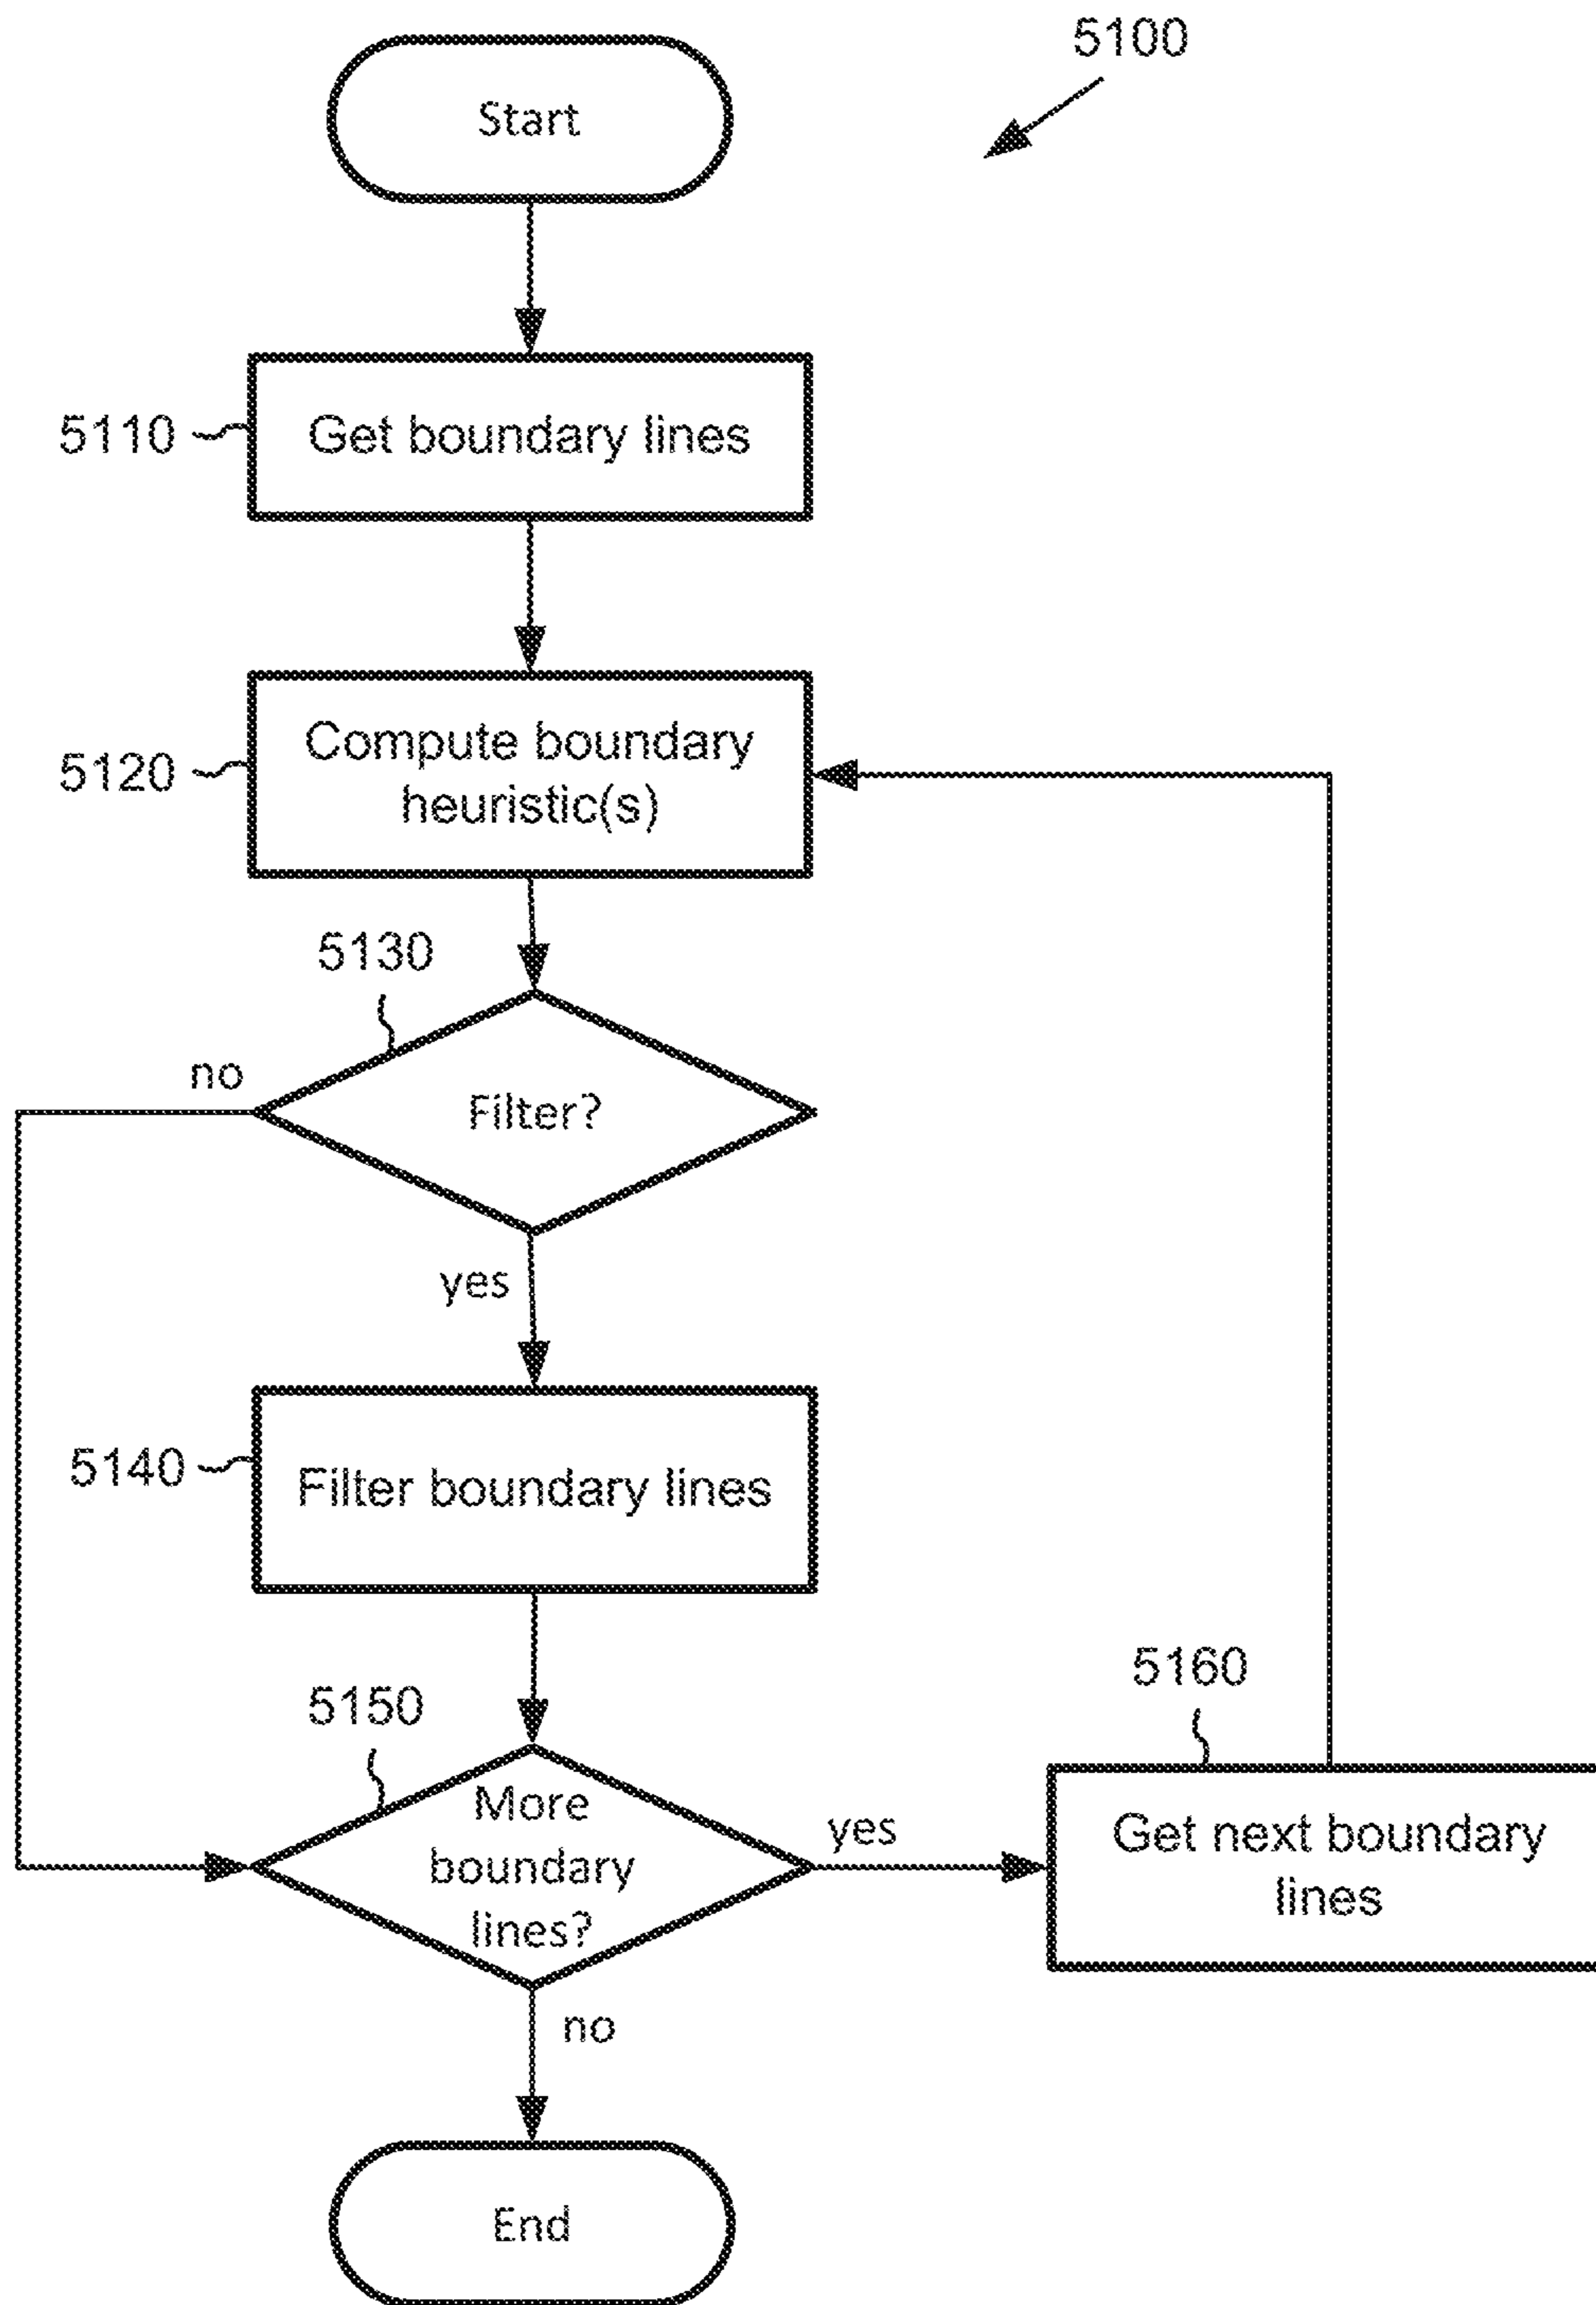 5100
Start
5110
Get boundary lines
5120
Compute boundary
heuristic(s)
5130
no
Filter?
yes
5140
Filter boundary lines
5150
More
boundary
lines?
yes
5160
Get next boundary
lines
no
End